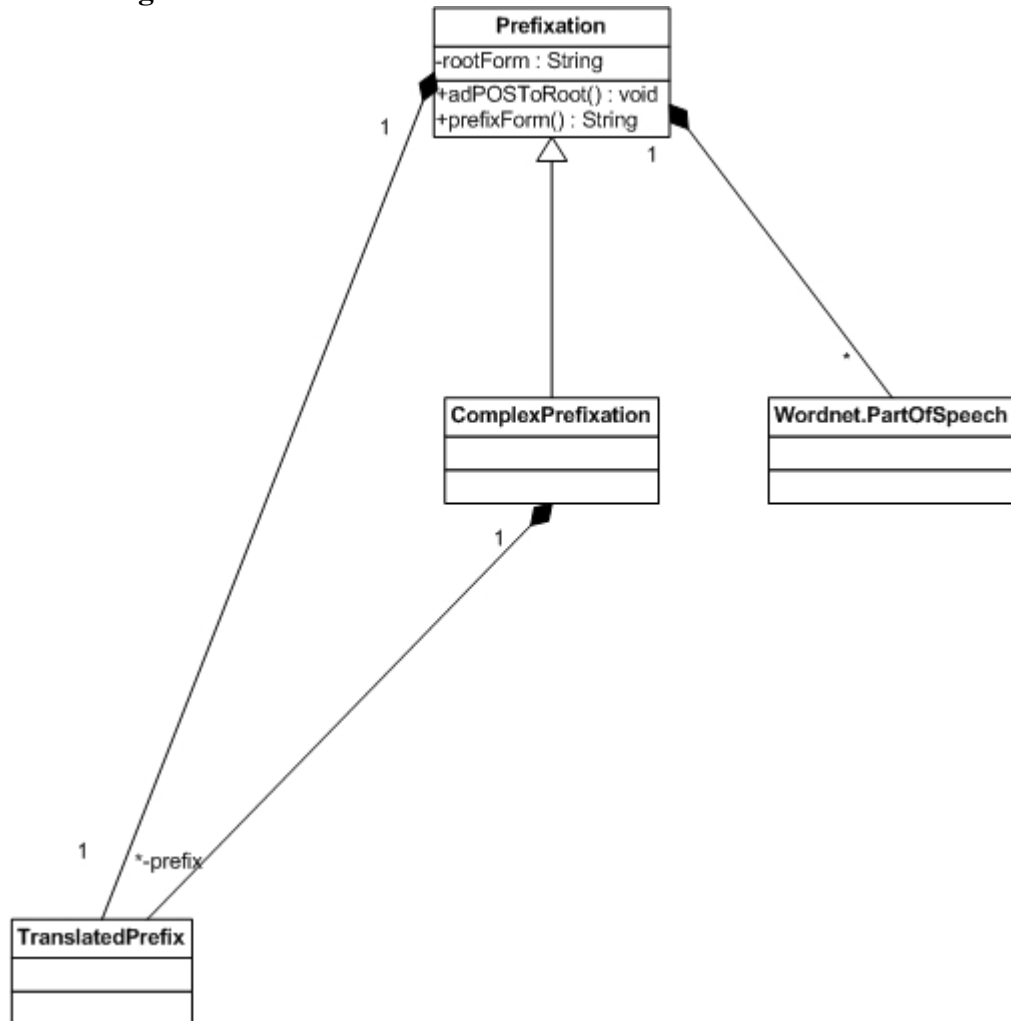 Prefixation
-rootForm : String
+adPOSToRoot() : void
+prefixForm() : String
1
1
*
ComplexPrefixation
Wordnet.PartOfSpeech
1
1
*-prefix
TranslatedPrefix